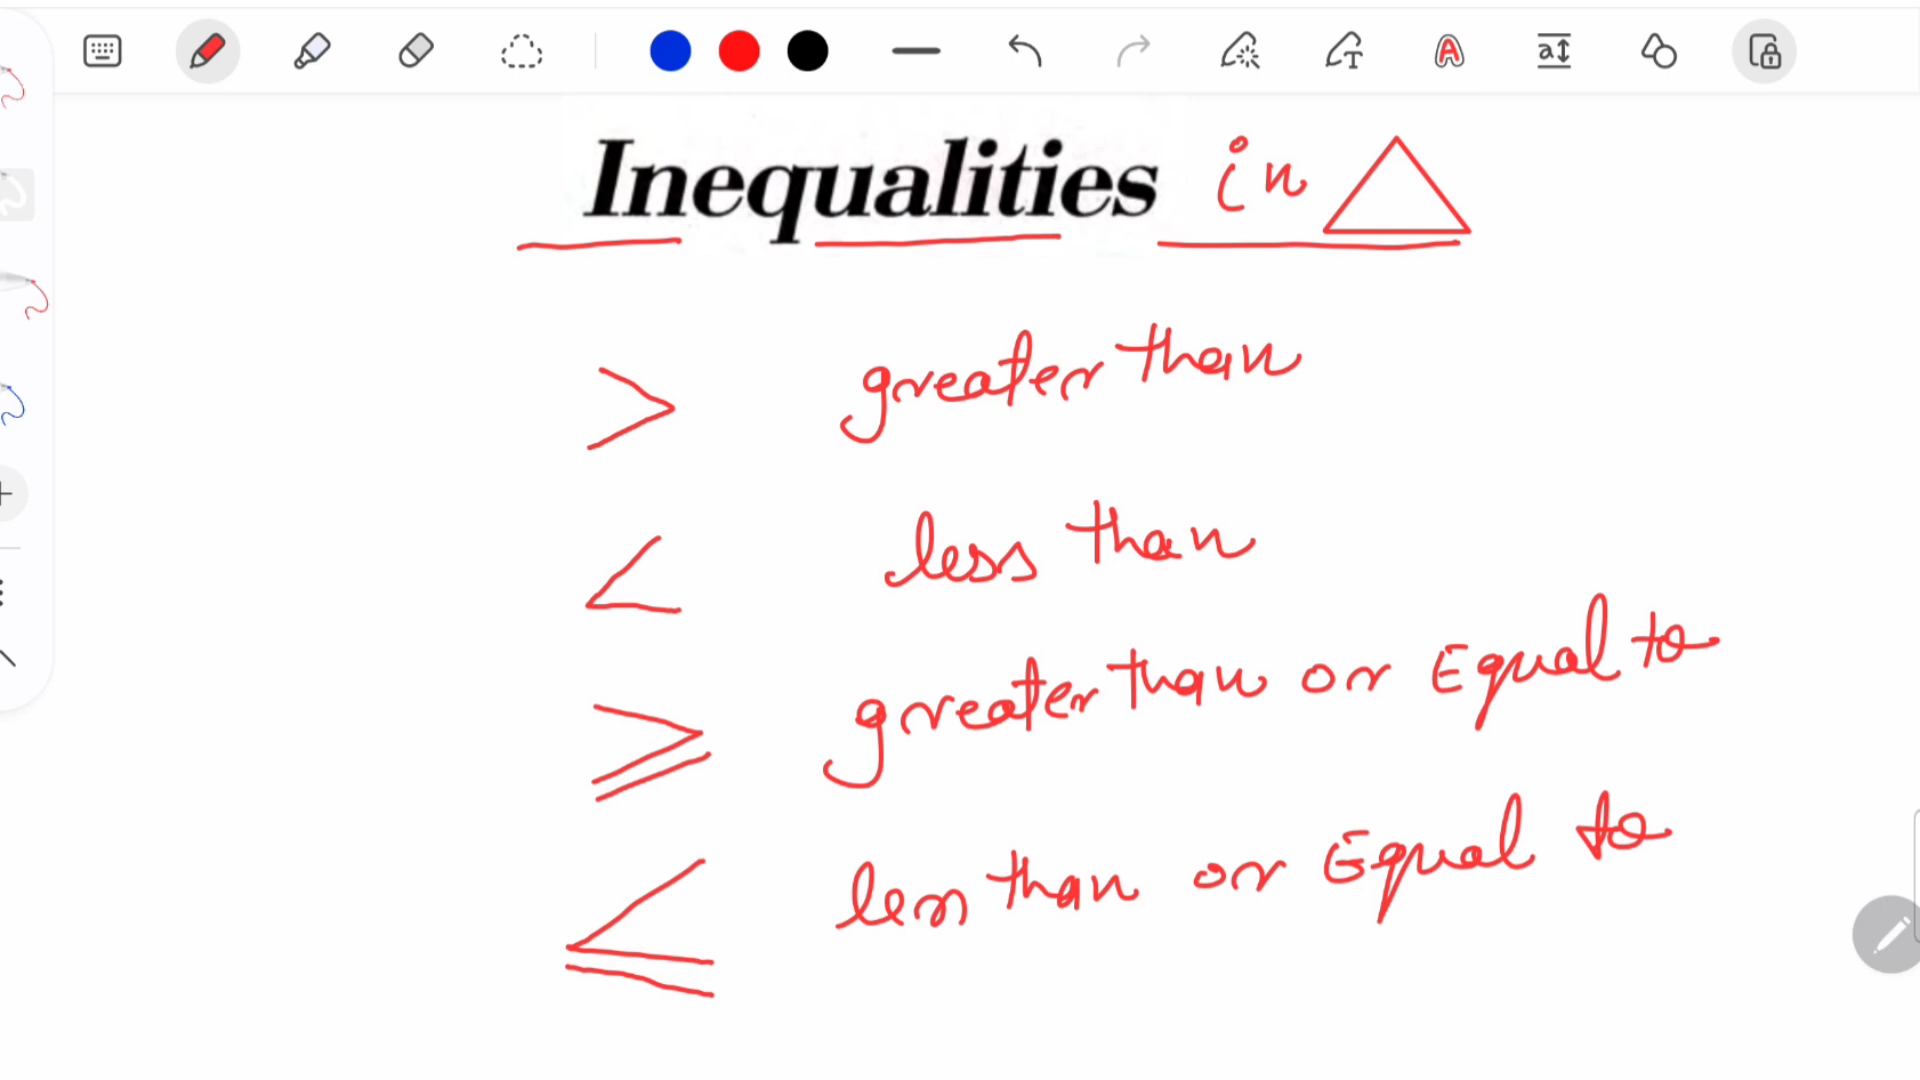 Inequalities in △
> greater than
< less than
≥ greater than or Equal to
≤ less than or Equal to